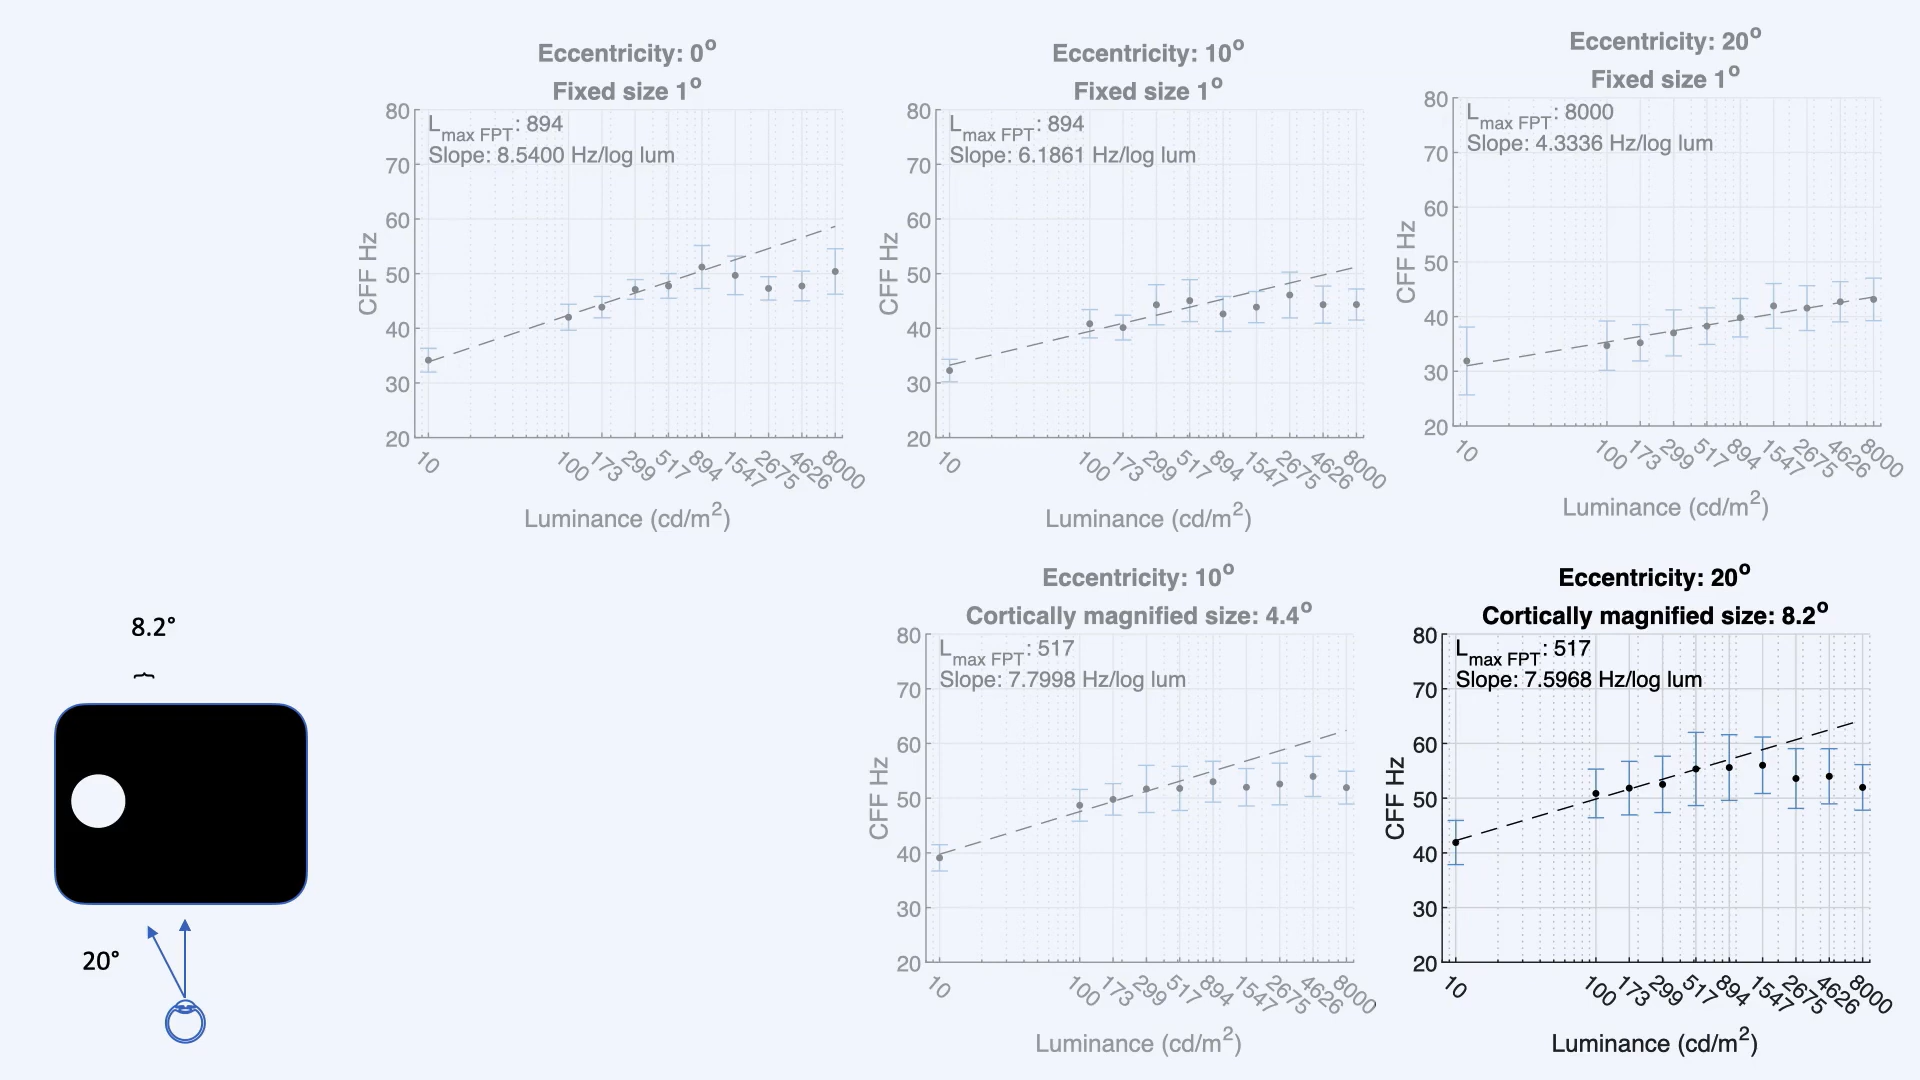 Eccentricity: 0°
Fixed size 1°
L max FPT: 894
Slope: 8.5400 Hz/log lum
80
70
60
50
40
30
20
CFF Hz
10 100 173 299 517 894 1547 2675 4626 8000
Luminance (cd/m²)
Eccentricity: 10°
Fixed size 1°
L max FPT: 894
Slope: 6.1861 Hz/log lum
80
70
60
50
40
30
20
CFF Hz
10 100 173 299 517 894 1547 2675 4626 8000
Luminance (cd/m²)
Eccentricity: 20°
Fixed size 1°
L max FPT: 8000
Slope: 4.3336 Hz/log lum
80
70
60
50
40
30
20
CFF Hz
10 100 173 299 517 894 1547 2675 4626 8000
Luminance (cd/m²)
8.2°
20°
Eccentricity: 10°
Cortically magnified size: 4.4°
L max FPT: 517
Slope: 7.7998 Hz/log lum
80
70
60
50
40
30
20
CFF Hz
10 100 173 299 517 894 1547 2675 4626 8000
Luminance (cd/m²)
Eccentricity: 20°
Cortically magnified size: 8.2°
L max FPT: 517
Slope: 7.5968 Hz/log lum
80
70
60
50
40
30
20
CFF Hz
10 100 173 299 517 894 1547 2675 4626 8000
Luminance (cd/m²)